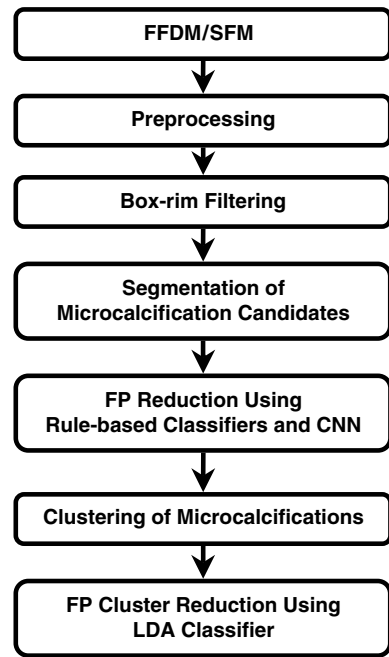 FFDM/SFM
Preprocessing
Box-rim Filtering
Segmentation of
Microcalcification Candidates
FP Reduction Using
Rule-based Classifiers and CNN
Clustering of Microcalcifications
FP Cluster Reduction Using
LDA Classifier